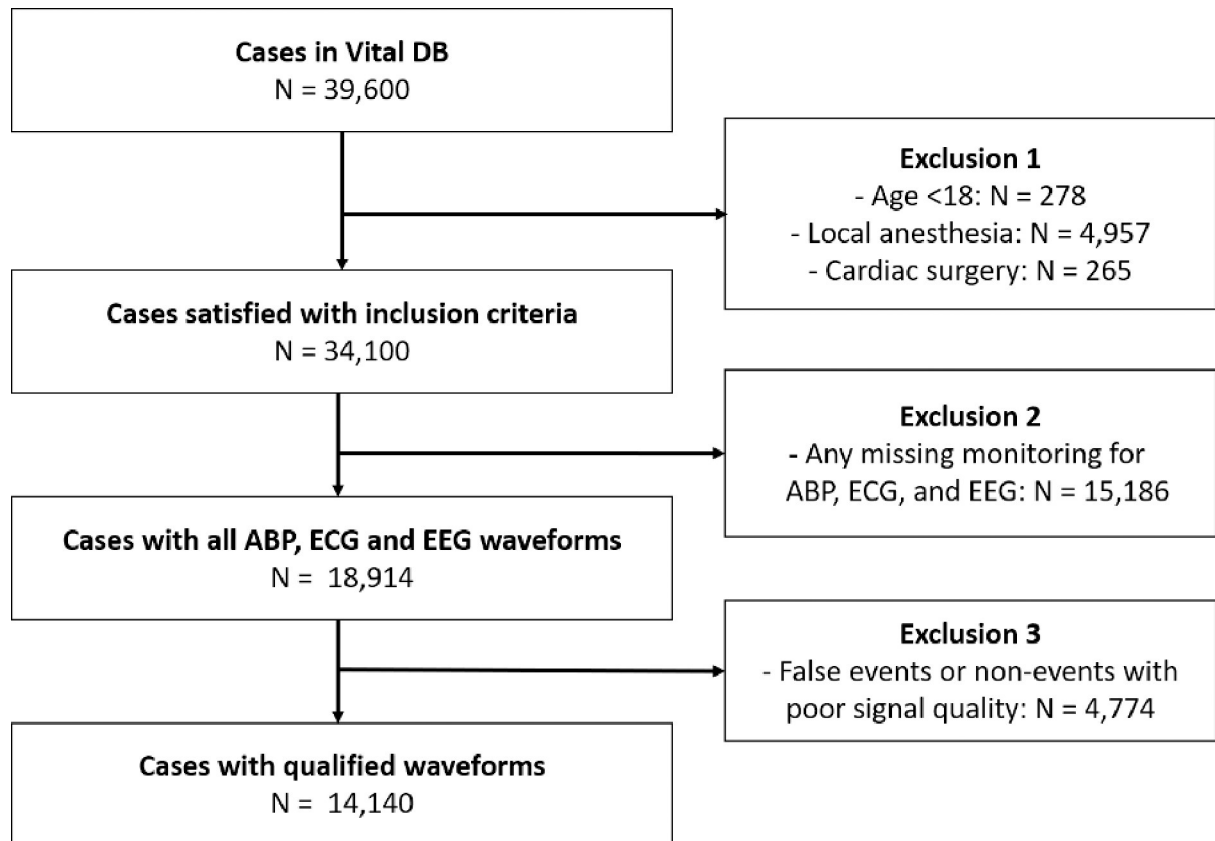 Cases in Vital DB
N = 39,600
Exclusion 1
- Age <18: N = 278
- Local anesthesia: N = 4,957
- Cardiac surgery: N = 265
Cases satisfied with inclusion criteria
N = 34,100
Exclusion 2
- Any missing monitoring for
ABP, ECG, and EEG: N = 15,186
Cases with all ABP, ECG and EEG waveforms
N = 18,914
Exclusion 3
- False events or non-events with
poor signal quality: N = 4,774
Cases with qualified waveforms
N = 14,140